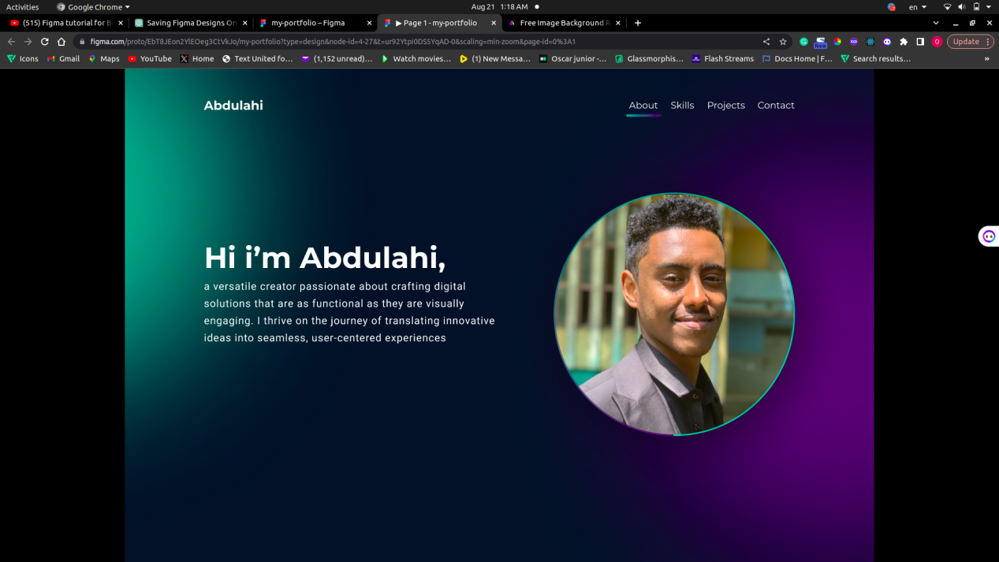 Activities
Google Chrome
Aug 21 1:18 AM
en
(515) Figma tutorial for B
Saving Figma Designs On
my-portfolio – Figma
▶ Page 1 - my-portfolio
Free Image Background R
figma.com/proto/EbT8JEon2YlEOeg3CtVkJo/my-portfolio?type=design&node-id=4-27&t=ur92Ytpi0DSSYqAD-0&scaling=min-zoom&page-id=0%3A1
New
O
Update
Icons
Gmail
Maps
YouTube
Home
Text United fo...
(1,152 unread)...
Watch movies...
(1) New Messa...
Oscar junior -...
Glassmorphis...
Flash Streams
Docs Home | F...
Search results...
»
Abdulahi
About
Skills
Projects
Contact
Hi i’m Abdulahi,
a versatile creator passionate about crafting digital
solutions that are as functional as they are visually
engaging. I thrive on the journey of translating innovative
ideas into seamless, user-centered experiences